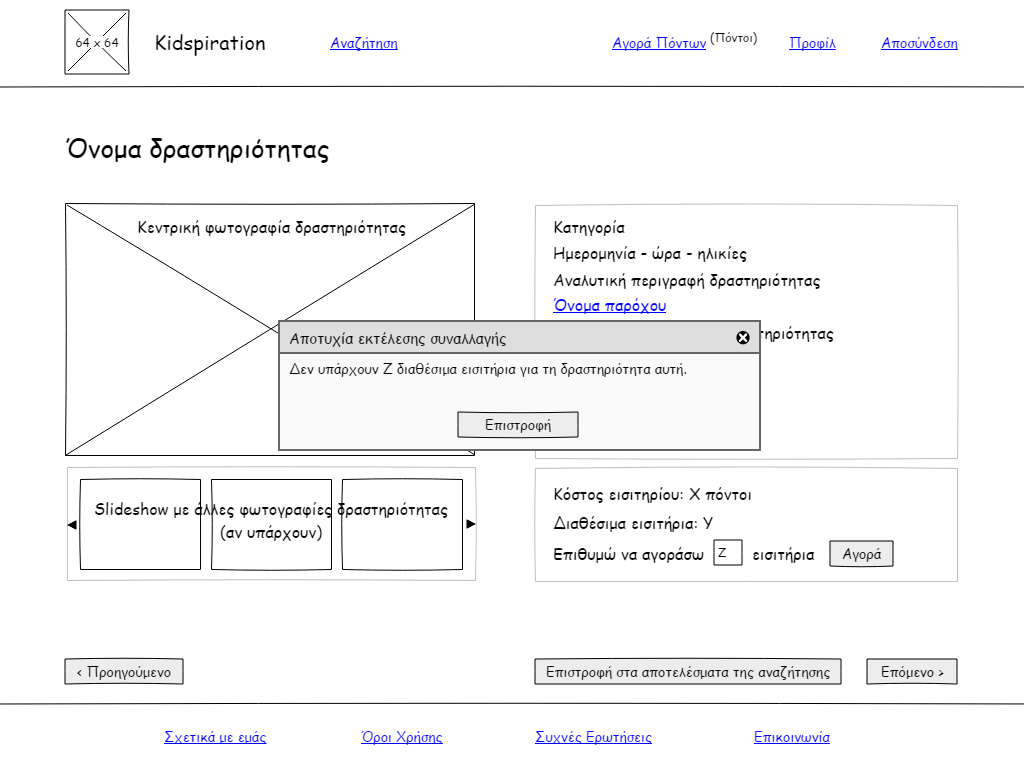 64 x 64
Kidspiration
Αναζήτηση
Αγορά Πόντων (Πόντοι)
Προφίλ
Αποσύνδεση
Όνομα δραστηριότητας
Κεντρική φωτογραφία δραστηριότητας
Κατηγορία
Ημερομηνία - ώρα - ηλικίες
Αναλυτική περιγραφή δραστηριότητας
Όνομα παρόχου
τηριότητας
Αποτυχία εκτέλεσης συναλλαγής
Δεν υπάρχουν Ζ διαθέσιμα εισιτήρια για τη δραστηριότητα αυτή.
Επιστροφή
Slideshow με άλλες φωτογραφίες δραστηριότητας
(αν υπάρχουν)
Κόστος εισιτηρίου: Χ πόντοι
Διαθέσιμα εισιτήρια: Υ
Επιθυμώ να αγοράσω Ζ εισιτήρια Αγορά
< Προηγούμενο
Επιστροφή στα αποτελέσματα της αναζήτησης
Επόμενο >
Σχετικά με εμάς
Όροι Χρήσης
Συχνές Ερωτήσεις
Επικοινωνία